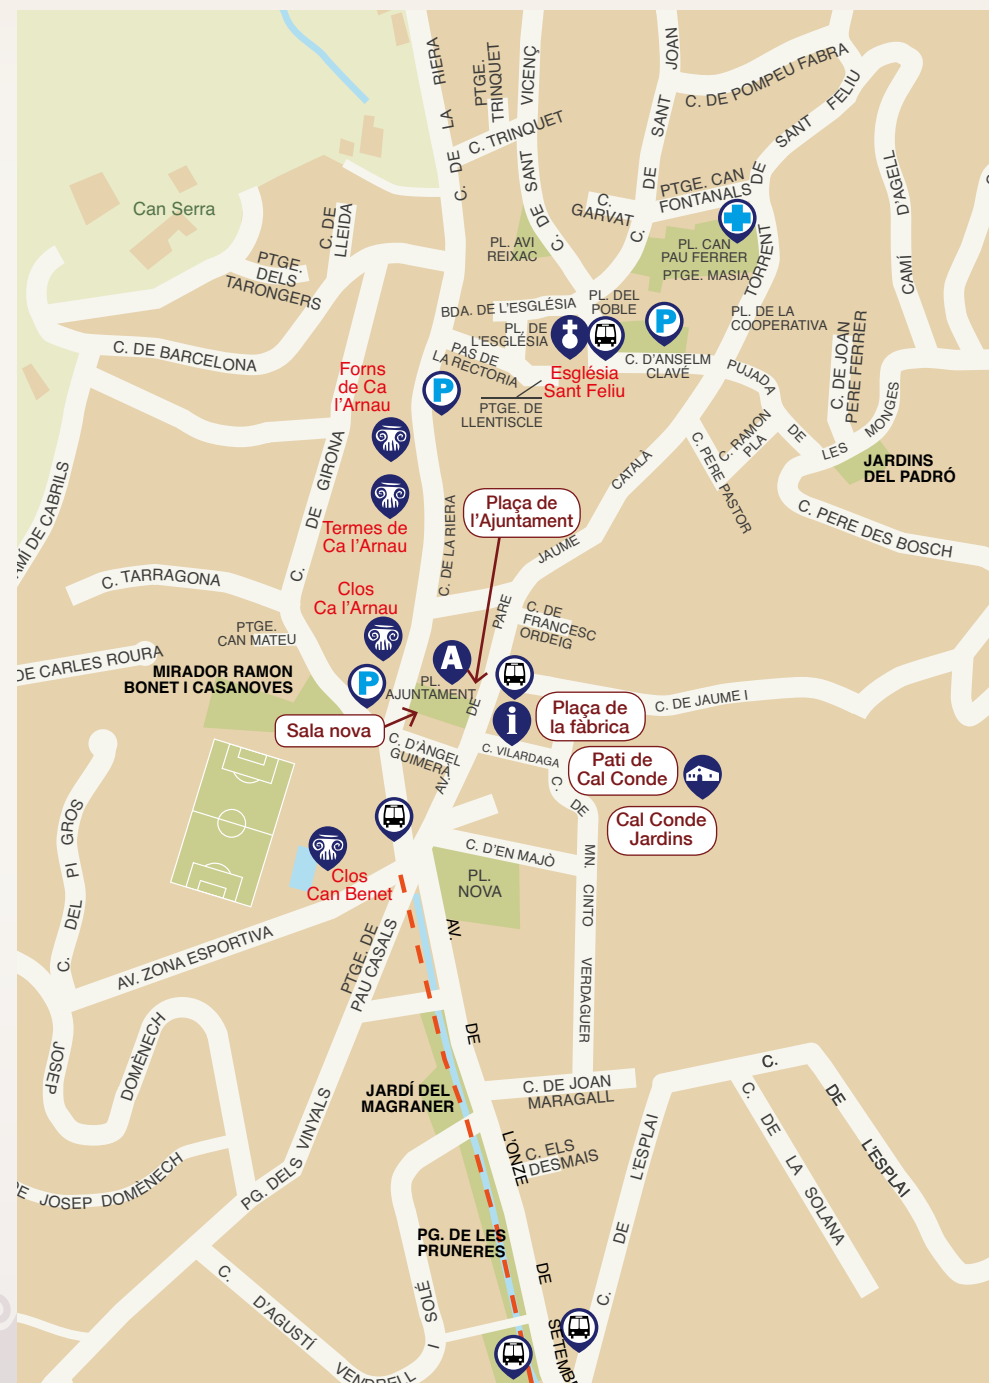 C. DE LA RIERA
PTGE.
TRINQUET
C. TRINQUET
C. DE SANT VICENÇ
C. DE SANT JOAN
C. DE POMPEU FABRA
TORRENT DE SANT FELIU
CAMÍ D'AGELL
Can Serra
C. DE
LLEIDA
PTGE.
DELS
TARONGERS
C.
GARVAT
PTGE. CAN
FONTANALS
PL. AVI
REIXAC
PL. CAN
PAU FERRER
PTGE. MASIA
BDA. DE L'ESGLÉSIA
PL. DEL
POBLE
PL. DE
L'ESGLÉSIA
P
PL. DE LA
COOPERATIVA
C. DE JOAN
PERE FERRER
C. DE BARCELONA
PAS DE
LA RECTORIA
Església
Sant Feliu
C. D'ANSELM
CLAVÉ
PUJADA DE LES MONGES
Forns
de Ca
l'Arnau
P
PTGE. DE
LLENTISCLE
C. RAMON
PLA
C. PERE PASTOR
JARDINS
DEL PADRÓ
C. PERE DES BOSCH
C. DE GIRONA
AMÍ DE CABRILS
Termes de
Ca l'Arnau
C. DE LA RIERA
Plaça de
l'Ajuntament
AV. DE PARE JAUME CATALÀ
C. TARRAGONA
Clos
Ca l'Arnau
C. DE
FRANCESC
ORDEIG
PTGE.
CAN MATEU
DE CARLES ROURA
MIRADOR RAMON
BONET I CASANOVES
P
A
PL.
AJUNTAMENT
C. DE JAUME I
Sala nova
i
Plaça de
la fàbrica
C. D'ÀNGEL
GUIMERÀ
C. VILARDAGA
Pati de
Cal Conde
Cal Conde
Jardins
C. DE MN. CINTO VERDAGUER
C. DEL PI GROS
Clos
Can Benet
C. D'EN MAJÒ
PL.
NOVA
AV. ZONA ESPORTIVA
PTGE. DE
PAU CASALS
AV. DE L'ONZE DE SETEMB
JOSEP
DOMÈNECH
JARDÍ DEL
MAGRANER
C. DE JOAN
MARAGALL
C. ELS
DESMAIS
C. DE L'ESPLAI
C. DE L'ESPLAI
C. DE LA SOLANA
DE JOSEP DOMÈNECH
PG. DELS VINYALS
PG. DE LES
PRUNERES
C. D'AGUSTÍ VENDRELL I SOLÉ